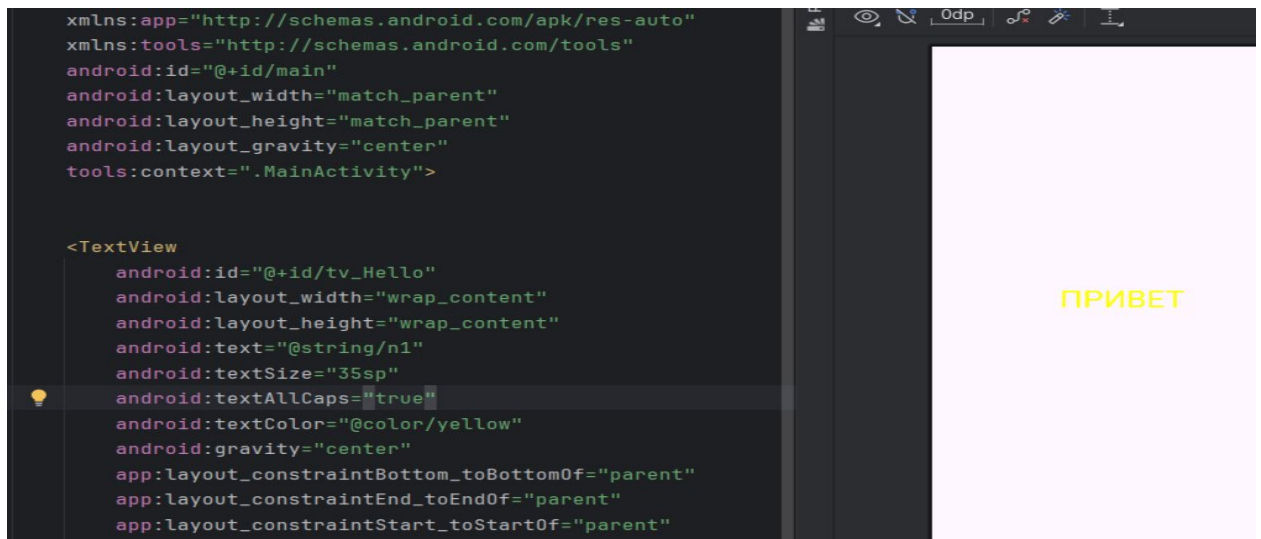 xmlns:app="http://schemas.android.com/apk/res-auto"
xmlns:tools="http://schemas.android.com/tools"
android:id="@+id/main"
android:layout_width="match_parent"
android:layout_height="match_parent"
android:layout_gravity="center"
tools:context=".MainActivity">
<TextView
android:id="@+id/tv_Hello"
android:layout_width="wrap_content"
android:layout_height="wrap_content"
android:text="@string/n1"
android:textSize="35sp"
android:textAllCaps="true"
android:textColor="@color/yellow"
android:gravity="center"
app:layout_constraintBottom_toBottomOf="parent"
app:layout_constraintEnd_toEndOf="parent"
app:layout_constraintStart_toStartOf="parent"
0dp
ПРИВЕТ